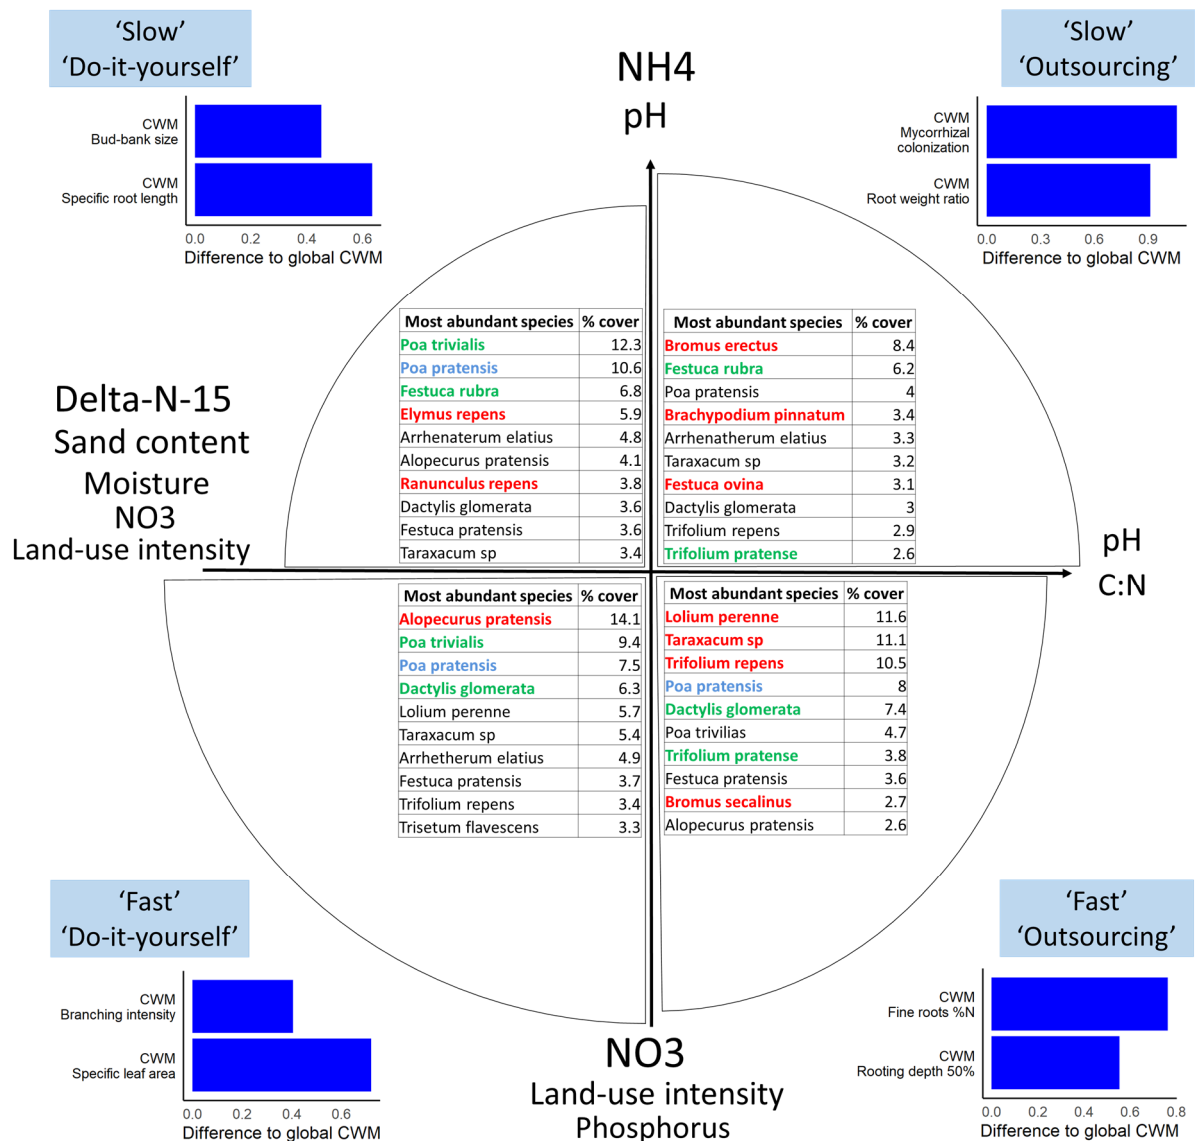 ‘Slow’
‘Do-it-yourself’
CWM
Bud-bank size
CWM
Specific root length
0.0 0.2 0.4 0.6
Difference to global CWM
NH4
pH
‘Slow’
‘Outsourcing’
CWM
Mycorrhizal
colonization
CWM
Root weight ratio
0.0 0.3 0.6 0.9
Difference to global CWM
Most abundant species % cover
Poa trivialis 12.3
Poa pratensis 10.6
Festuca rubra 6.8
Elymus repens 5.9
Arrhenaterum elatius 4.8
Alopecurus pratensis 4.1
Ranunculus repens 3.8
Dactylis glomerata 3.6
Festuca pratensis 3.6
Taraxacum sp 3.4
Most abundant species % cover
Bromus erectus 8.4
Festuca rubra 6.2
Poa pratensis 4
Brachypodium pinnatum 3.4
Arrhenatherum elatius 3.3
Taraxacum sp 3.2
Festuca ovina 3.1
Dactylis glomerata 3
Trifolium repens 2.9
Trifolium pratense 2.6
Delta-N-15
Sand content
Moisture
NO3
Land-use intensity
pH
C:N
Most abundant species % cover
Alopecurus pratensis 14.1
Poa trivialis 9.4
Poa pratensis 7.5
Dactylis glomerata 6.3
Lolium perenne 5.7
Taraxacum sp 5.4
Arrhetherum elatius 4.9
Festuca pratensis 3.7
Trifolium repens 3.4
Trisetum flavescens 3.3
Most abundant species % cover
Lolium perenne 11.6
Taraxacum sp 11.1
Trifolium repens 10.5
Poa pratensis 8
Dactylis glomerata 7.4
Poa trivilias 4.7
Trifolium pratense 3.8
Festuca pratensis 3.6
Bromus secalinus 2.7
Alopecurus pratensis 2.6
‘Fast’
‘Do-it-yourself’
CWM
Branching intensity
CWM
Specific leaf area
0.0 0.2 0.4 0.6
Difference to global CWM
NO3
Land-use intensity
Phosphorus
‘Fast’
‘Outsourcing’
CWM
Fine roots %N
CWM
Rooting depth 50%
0.0 0.2 0.4 0.6 0.8
Difference to global CWM